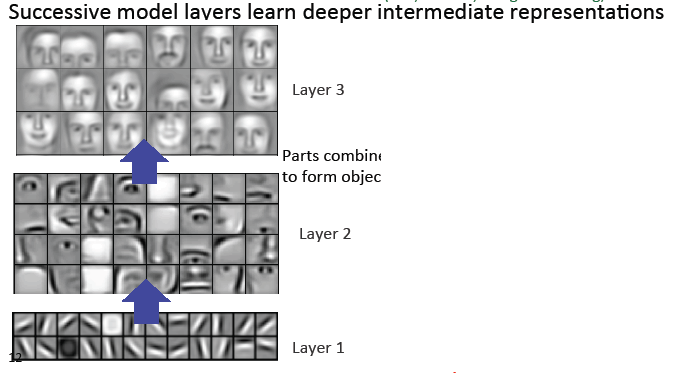 Successive model layers learn deeper intermediate representations
Layer 3
Parts combine
to form objec
Layer 2
Layer 1
12